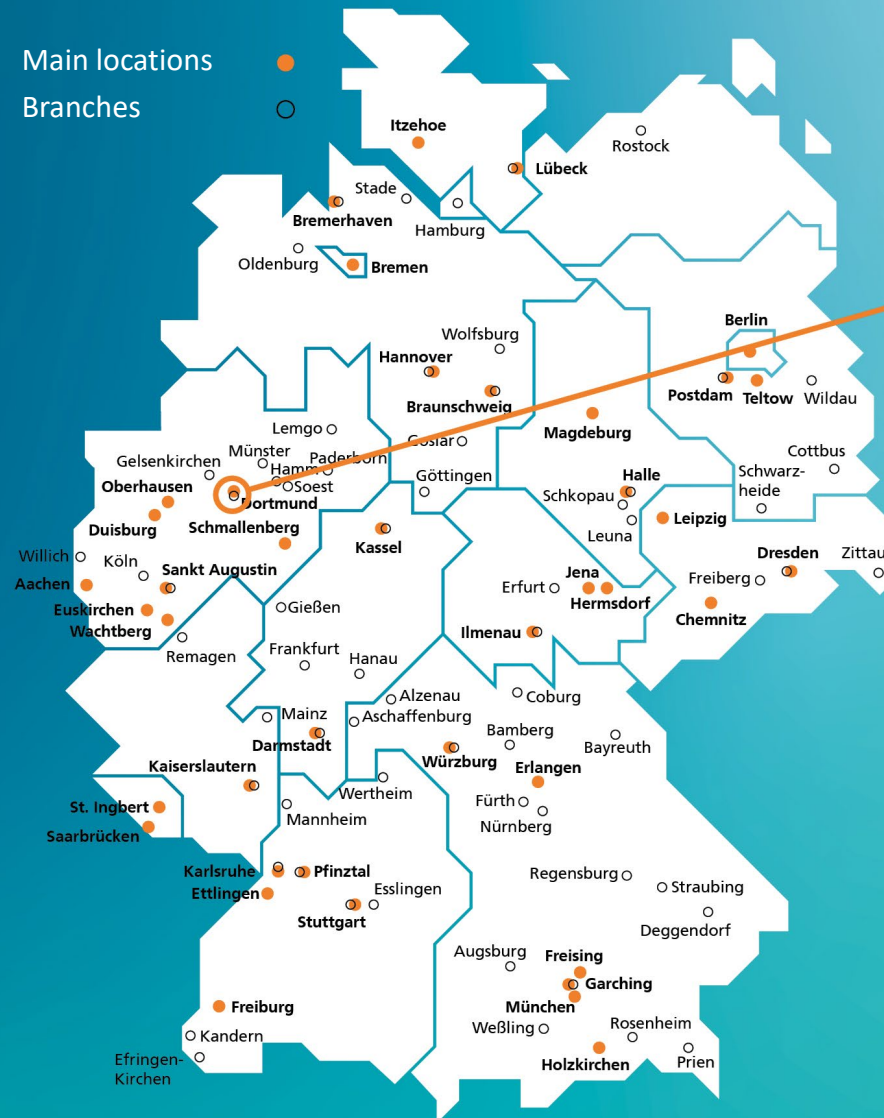 Main locations
Branches
Itzehoe
Rostock
Lübeck
Stade
Bremerhaven
Hamburg
Oldenburg
Bremen
Berlin
Wolfsburg
Hannover
Postdam
Teltow
Wildau
Braunschweig
Lemgo
Magdeburg
Goslar
Münster
Paderborn
Gelsenkirchen
Hamm
Cottbus
Göttingen
Halle
Schwarz-
heide
Oberhausen
Soest
Schkopau
Dortmund
Leipzig
Duisburg
Schmallenberg
Leuna
Kassel
Willich
Köln
Sankt Augustin
Dresden
Zittau
Aachen
Jena
Erfurt
Freiberg
Hermsdorf
Euskirchen
Gießen
Chemnitz
Wachtberg
Ilmenau
Remagen
Frankfurt
Hanau
Alzenau
Coburg
Mainz
Aschaffenburg
Bamberg
Darmstadt
Bayreuth
Würzburg
Kaiserslautern
Erlangen
Wertheim
St. Ingbert
Fürth
Mannheim
Nürnberg
Saarbrücken
Karlsruhe
Pfinztal
Regensburg
Ettlingen
Esslingen
Straubing
Stuttgart
Deggendorf
Augsburg
Freising
Garching
Freiburg
München
Weßling
Rosenheim
Kandern
Holzkirchen
Prien
Efringen-
Kirchen